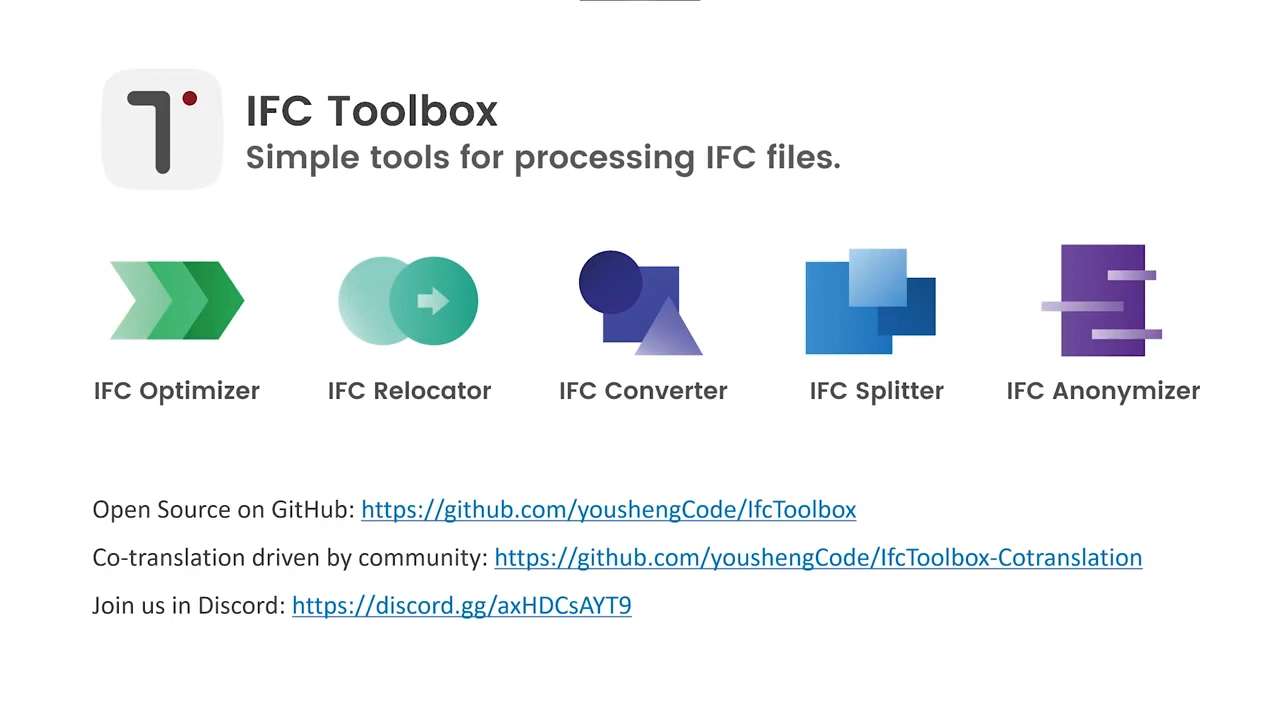 IFC Toolbox
Simple tools for processing IFC files.
IFC Optimizer
IFC Relocator
IFC Converter
IFC Splitter
IFC Anonymizer
Open Source on GitHub: https://github.com/youshengCode/IfcToolbox
Co-translation driven by community: https://github.com/youshengCode/IfcToolbox-Cotranslation
Join us in Discord: https://discord.gg/axHDCsAYT9